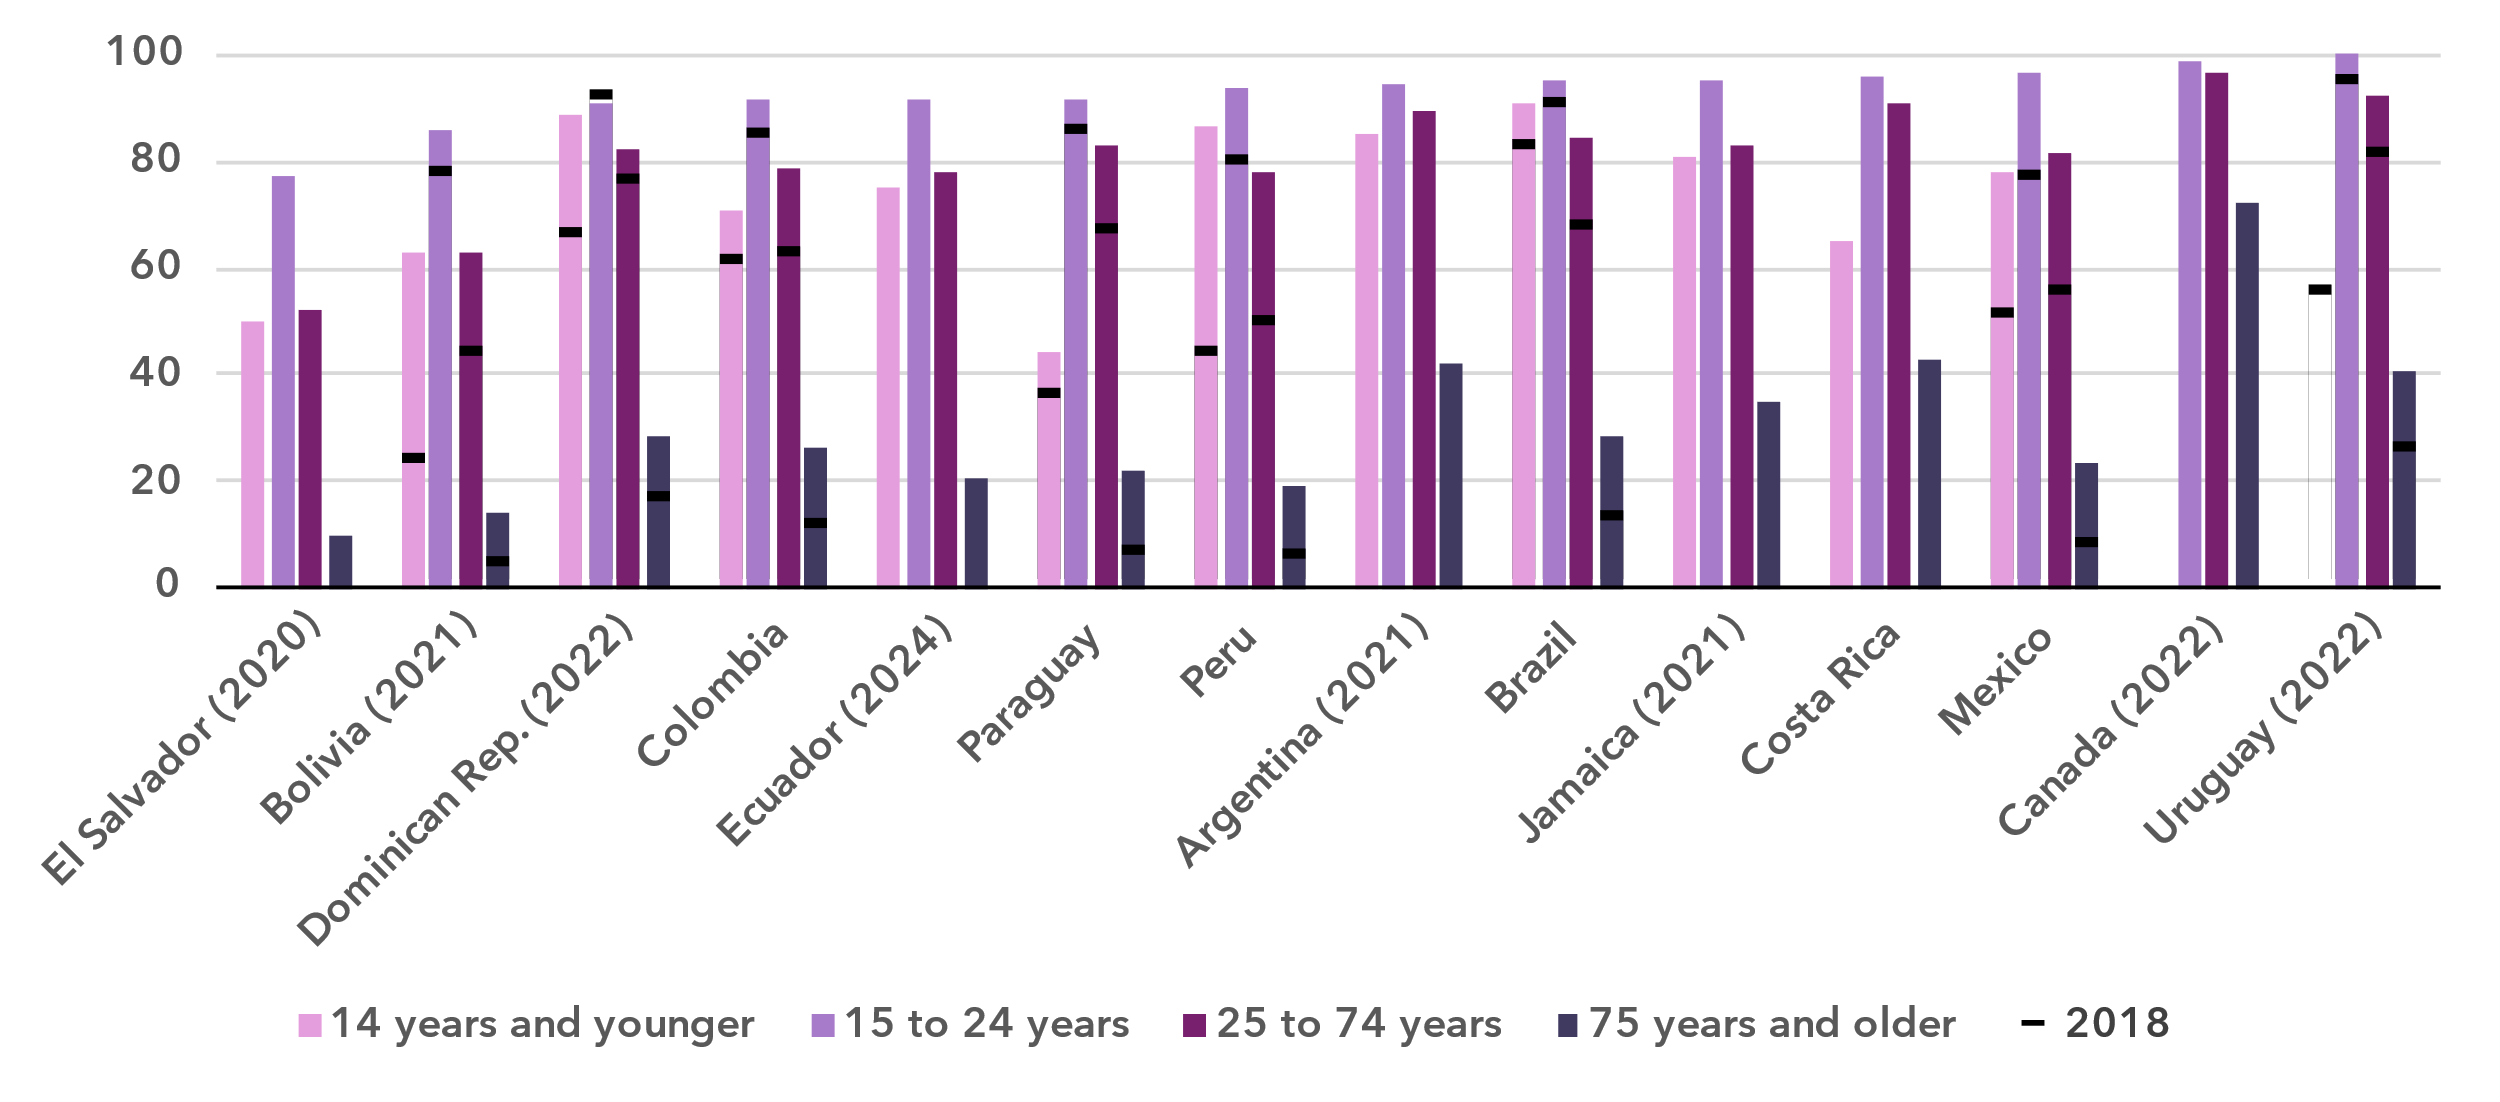 100
80
60
40
20
0
El Salvador (2020)
Bolivia (2021)
Dominican Rep. (2022)
Colombia
Ecuador (2024)
Paraguay
Peru
Argentina (2021)
Brazil
Jamaica (2021)
Costa Rica
Mexico
Canada (2022)
Uruguay (2022)
14 years and younger
15 to 24 years
25 to 74 years
75 years and older
2018